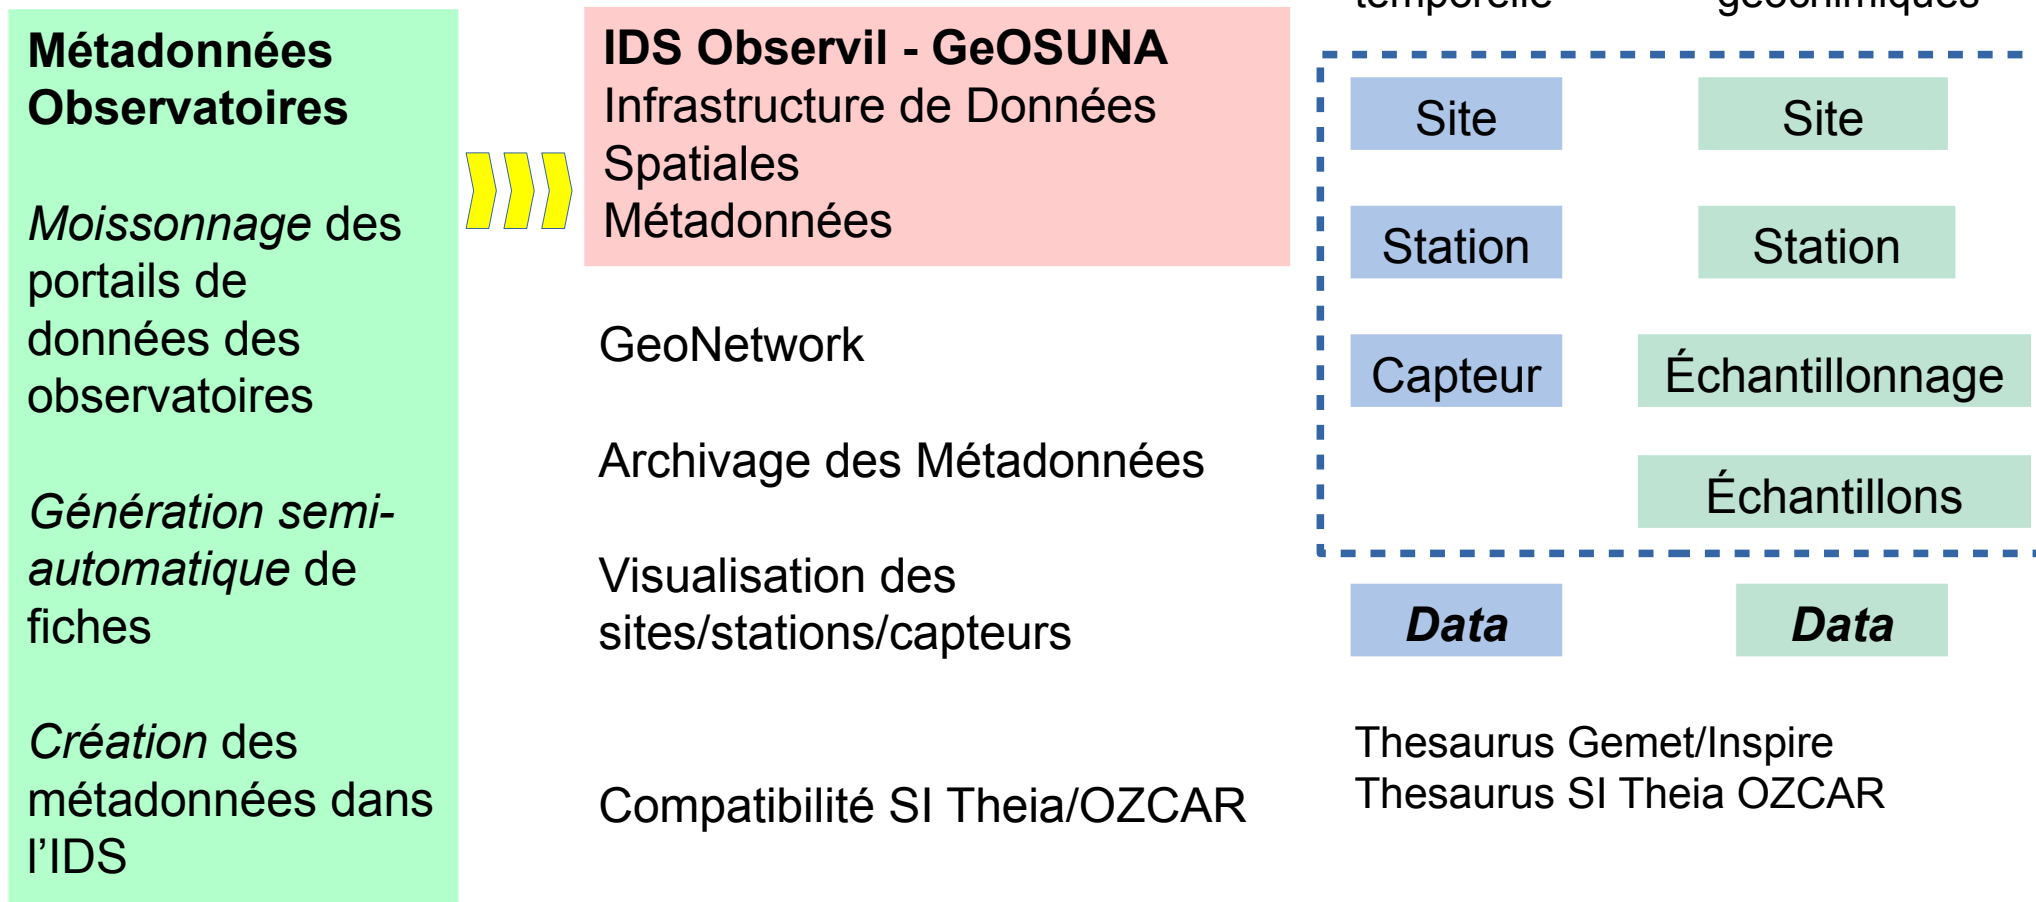 Métadonnées
Observatoires
Moissonnage des
portails de
données des
observatoires
Génération semi-
automatique de
fiches
Création des
métadonnées dans
l'IDS
IDS Observil - GeOSUNA
Infrastructure de Données
Spatiales
Métadonnées
GeoNetwork
Archivage des Métadonnées
Visualisation des
sites/stations/capteurs
Compatibilité SI Theia/OZCAR
temporelle géochimiques
Site Site
Station Station
Capteur Échantillonnage
Échantillons
Data Data
Thesaurus Gemet/Inspire
Thesaurus SI Theia OZCAR